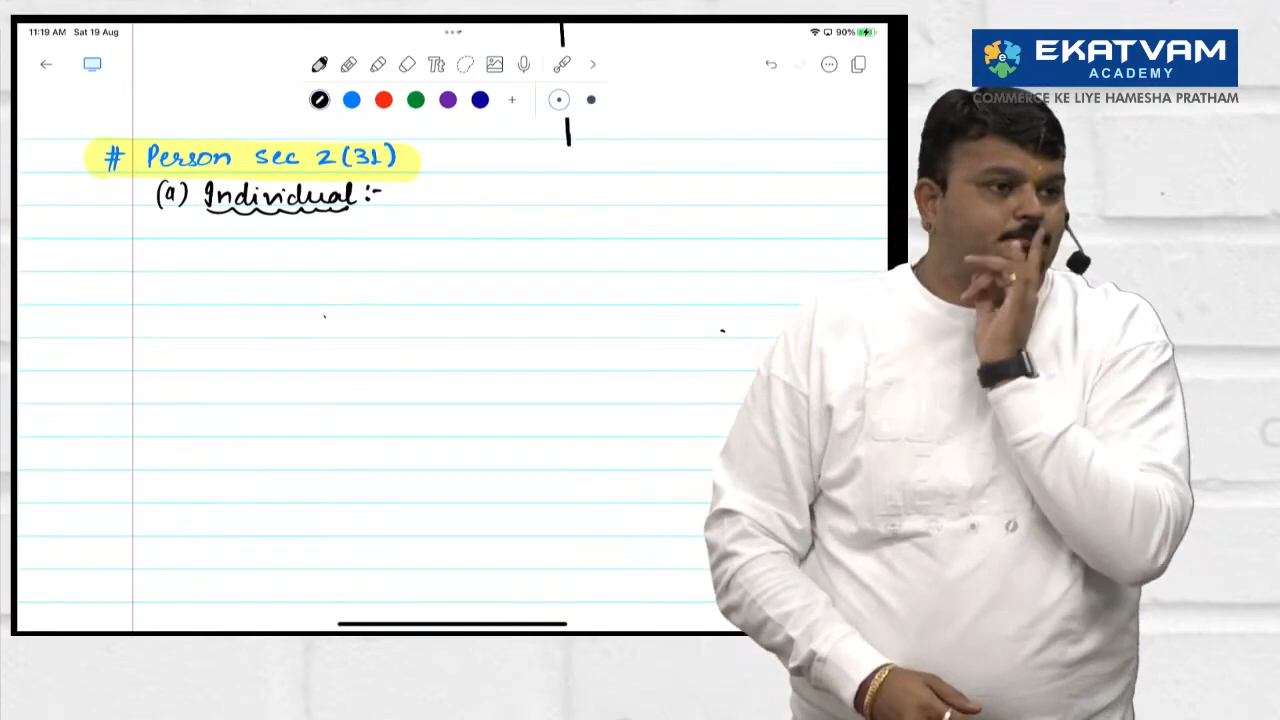 11:19 AM Sat 19 Aug
90%
EKATVAM
ACADEMY
COMMERCE KE LIYE HAMESHA PRATHAM
Tt
# Person sec 2(31)
(a) Individual :-